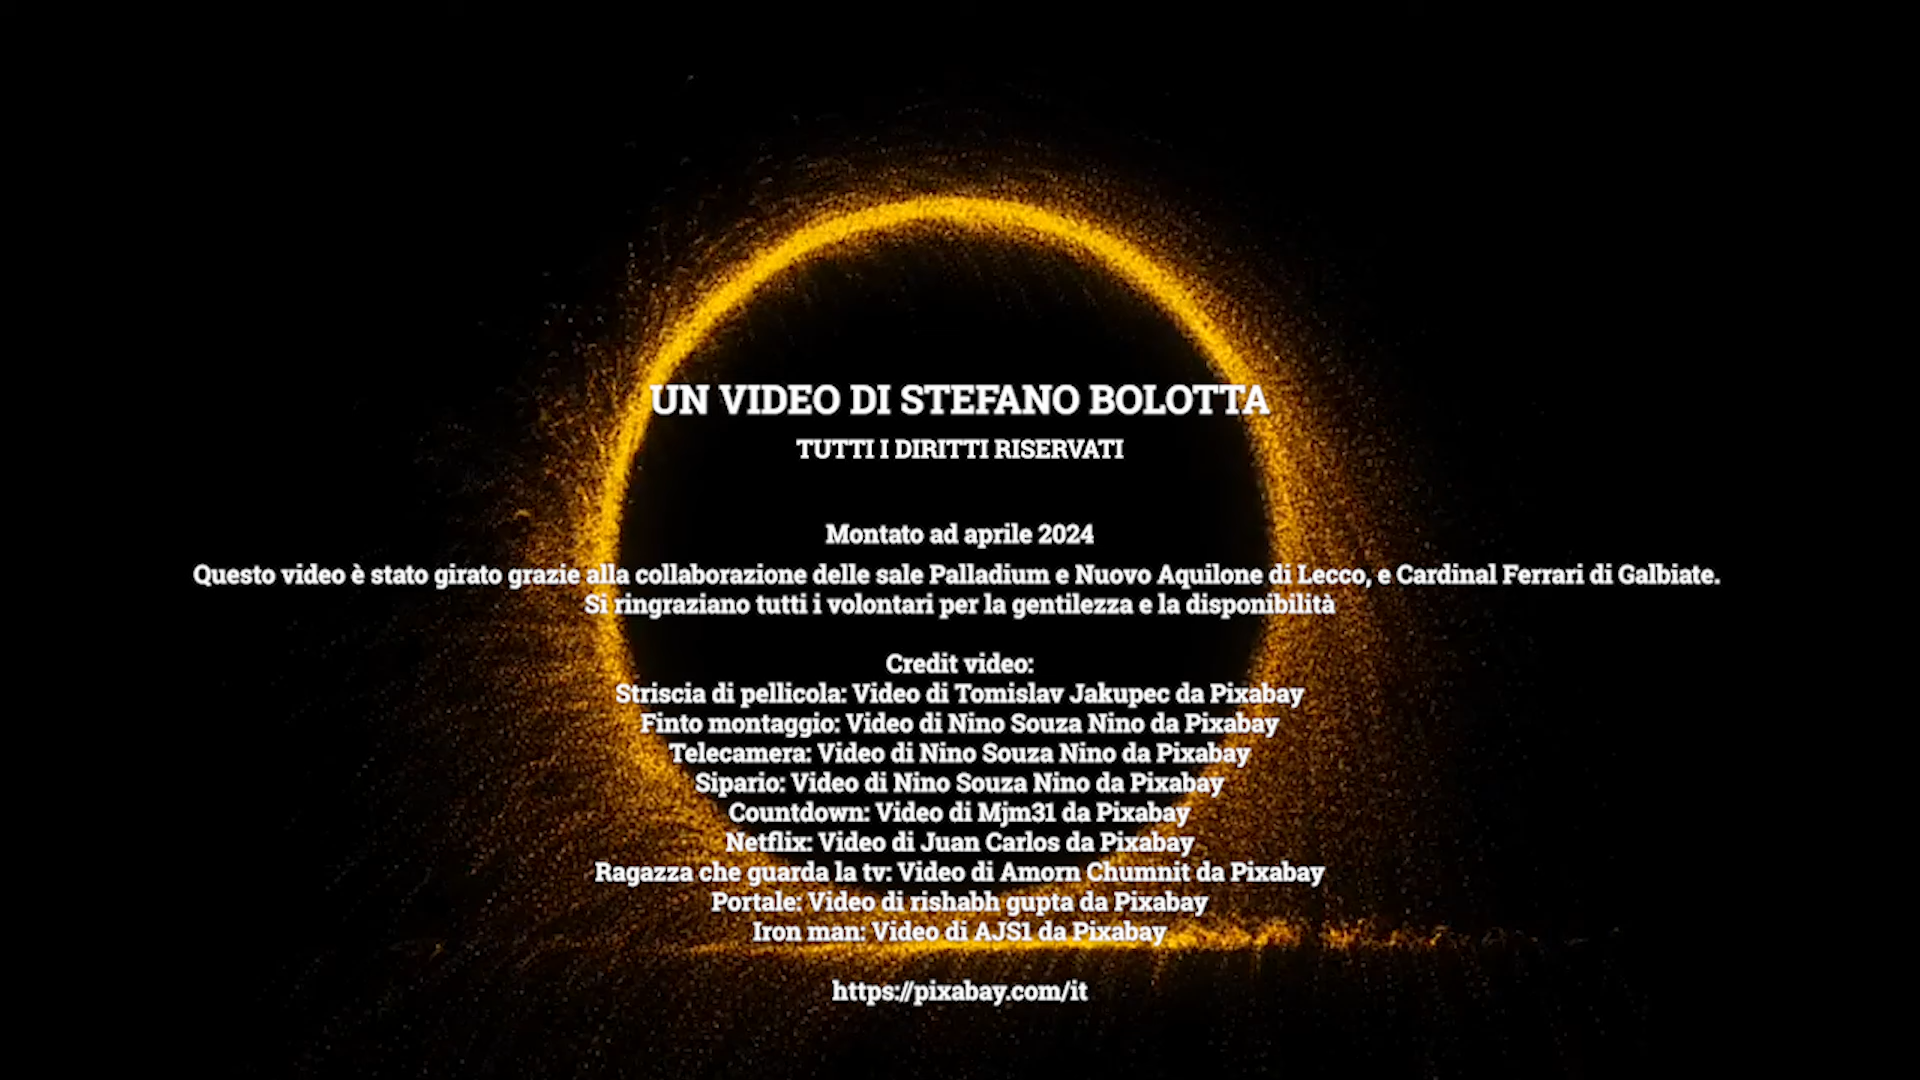 UN VIDEO DI STEFANO BOLOTTA
TUTTI I DIRITTI RISERVATI
Montato ad aprile 2024
Questo video è stato girato grazie alla collaborazione delle sale Palladium e Nuovo Aquilone di Lecco, e Cardinal Ferrari di Galbiate.
Si ringraziano tutti i volontari per la gentilezza e la disponibilità
Credit video:
Striscia di pellicola: Video di Tomislav Jakupec da Pixabay
Finto montaggio: Video di Nino Souza Nino da Pixabay
Telecamera: Video di Nino Souza Nino da Pixabay
Sipario: Video di Nino Souza Nino da Pixabay
Countdown: Video di Mjm31 da Pixabay
Netflix: Video di Juan Carlos da Pixabay
Ragazza che guarda la tv: Video di Amorn Chumnit da Pixabay
Portale: Video di rishabh gupta da Pixabay
Iron man: Video di AJS1 da Pixabay
https://pixabay.com/it